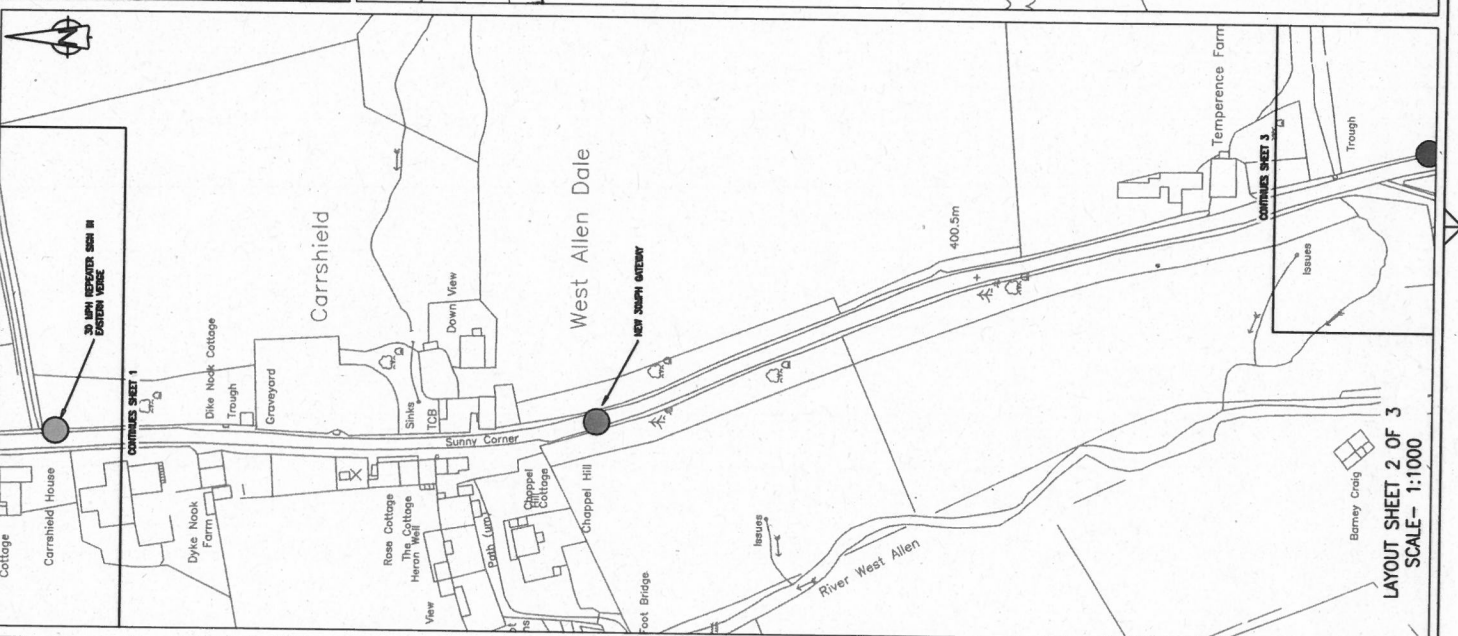 N
30 MPH REPEATER SIGN IN
EASTERN VERGE
CONTINUES SHEET 1
Cottage
Carrshield House
Dyke Nook
Farm
Dike Nook Cottage
Trough
Graveyard
Carrshield
Sinks
TCB
Down View
Sunny Corner
Rose Cottage
The Cottage
Heron Well
View
Path (um)
Chappel
Hill
Cottage
Chappel Hill
Foot Bridge
West Allen Dale
NEW 30MPH GATEWAY
Issues
River West Allen
400.5m
Temperence Farm
CONTINUES SHEET 3
Trough
Issues
Barney Craig
LAYOUT SHEET 2 OF 3
SCALE- 1:1000